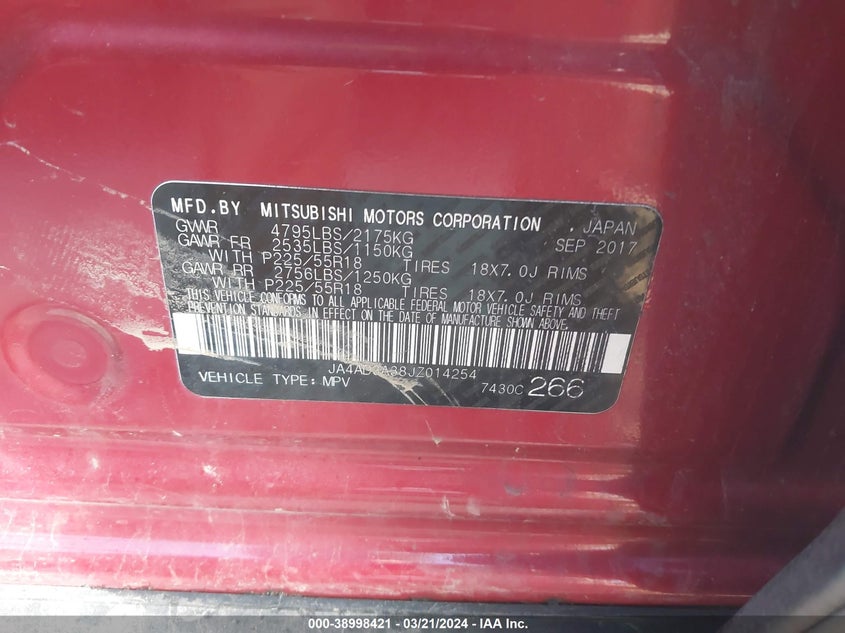 MFD.BY MITSUBISHI MOTORS CORPORATION JAPAN
GVWR 4795LBS/2175KG SEP 2017
GAWR FR 2535LBS/1150KG
WITH P225/55R18 TIRES 18X7.0J RIMS
GAWR RR 2756LBS/1250KG
WITH P225/55R18 TIRES 18X7.0J RIMS
THIS VEHICLE CONFORMS TO ALL APPLICABLE FEDERAL MOTOR VEHICLE SAFETY AND THEFT
PREVENTION STANDARDS IN EFFECT ON THE DATE OF MANUFACTURE SHOWN ABOVE.
VEHICLE TYPE:MPV 7430C 266
000-38998421 - 03/21/2024 - IAA Inc.